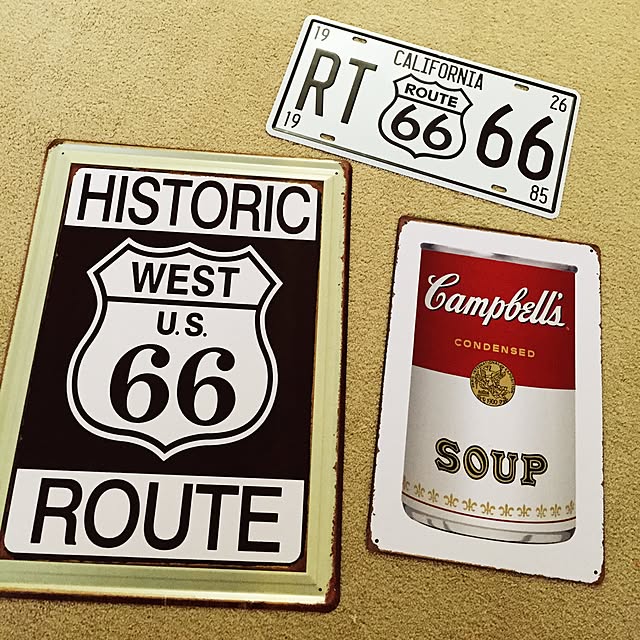 HISTORIC
WEST
U.S.
66
ROUTE
19 CALIFORNIA 26
RT ROUTE 66 66
19 85
Campbell's
CONDENSED
SOUP